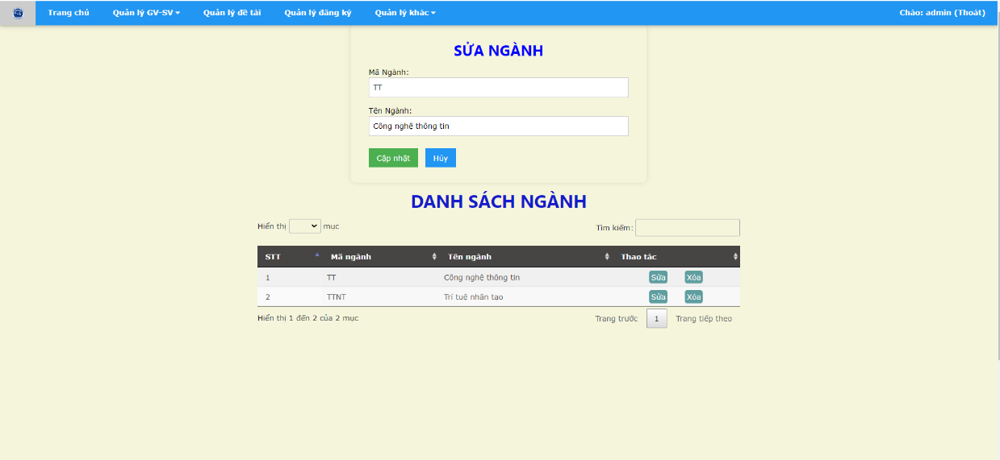 Trang chủ Quản lý GV-SV Quản lý đề tài Quản lý đăng ký Quản lý khác Chào: admin (Thoát)
SỬA NGÀNH
Mã Ngành:
TT
Tên Ngành:
Công nghệ thông tin
Cập nhật Hủy
DANH SÁCH NGÀNH
Hiển thị mục Tìm kiếm:
STT Mã ngành Tên ngành Thao tác
1 TT Công nghệ thông tin Sửa Xóa
2 TTNT Trí tuệ nhân tạo Sửa Xóa
Hiển thị 1 đến 2 của 2 mục Trang trước 1 Trang tiếp theo